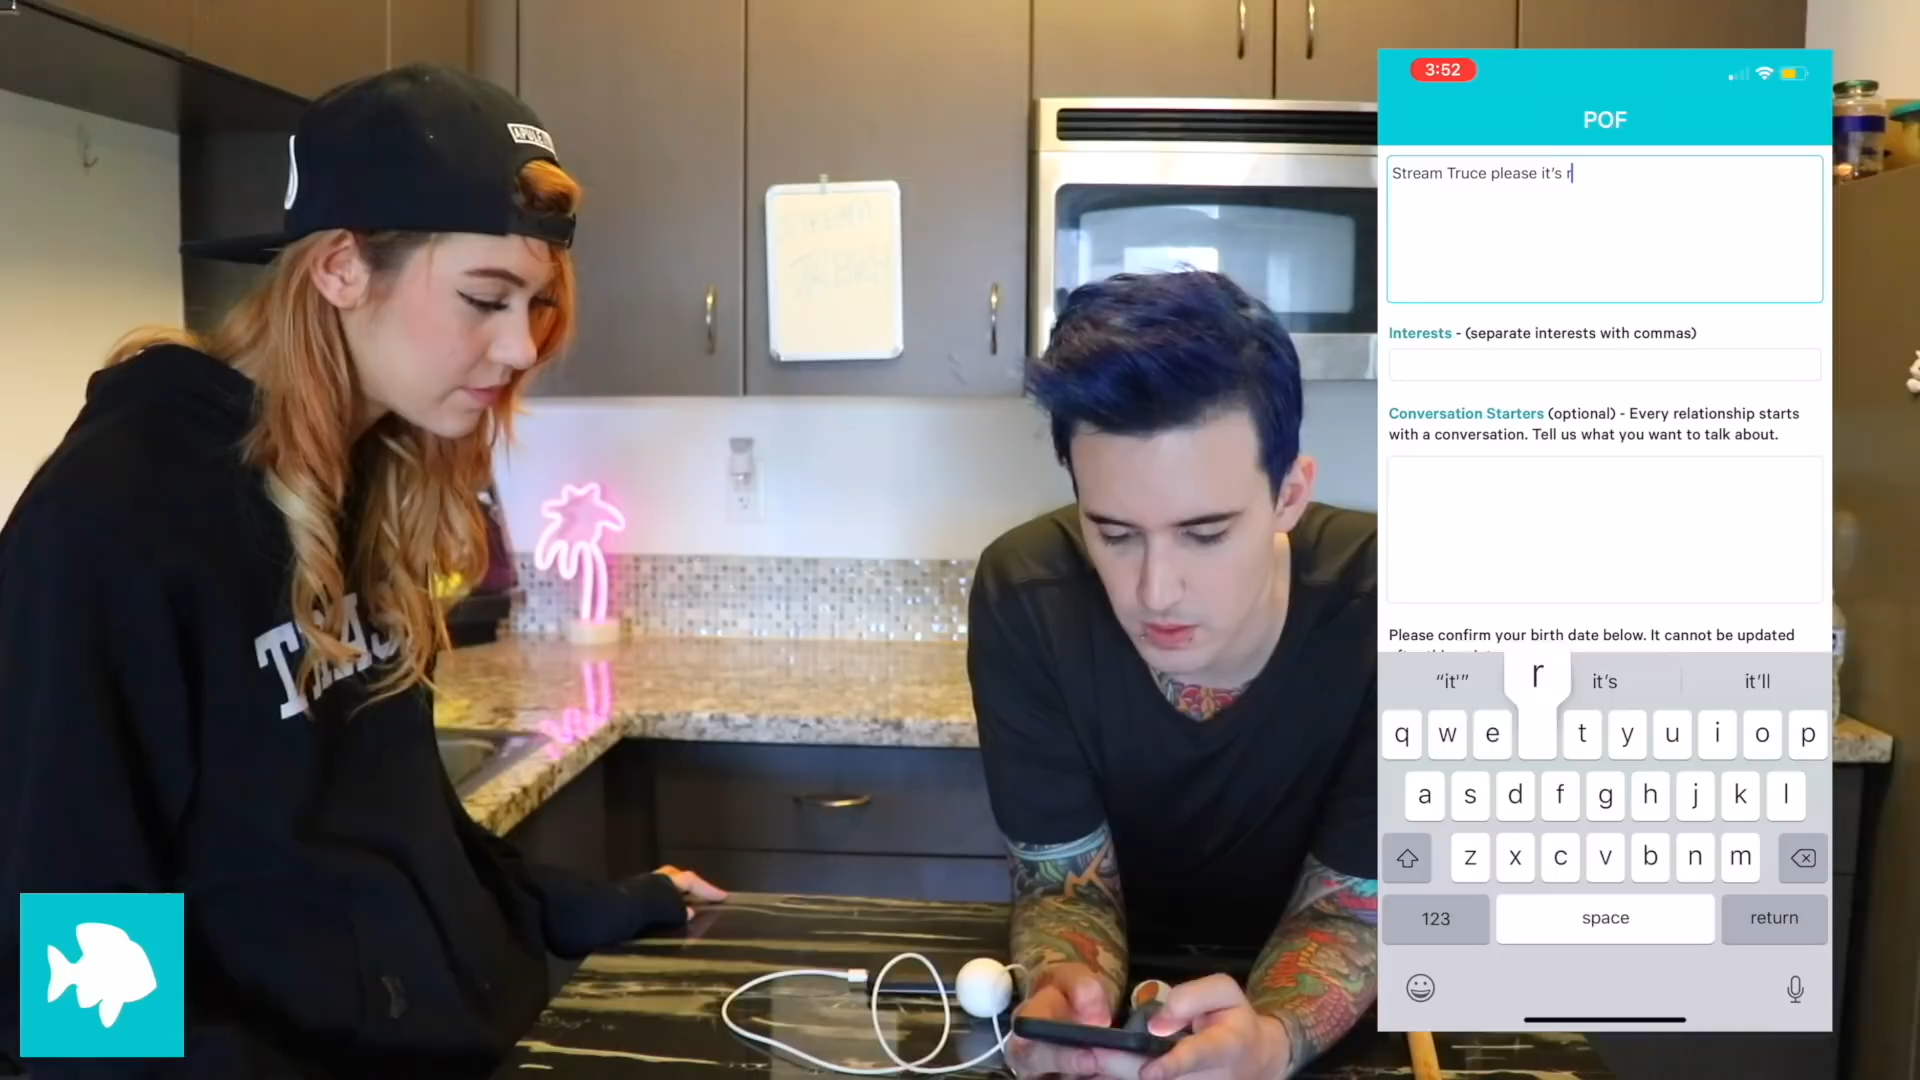 3:52
POF
Stream Truce please it's r
Interests - (separate interests with commas)
Conversation Starters (optional) - Every relationship starts
with a conversation. Tell us what you want to talk about.
Please confirm your birth date below. It cannot be updated
"it'"
r
it's
it'll
q w e t y u i o p
a s d f g h j k l
z x c v b n m
123
space
return